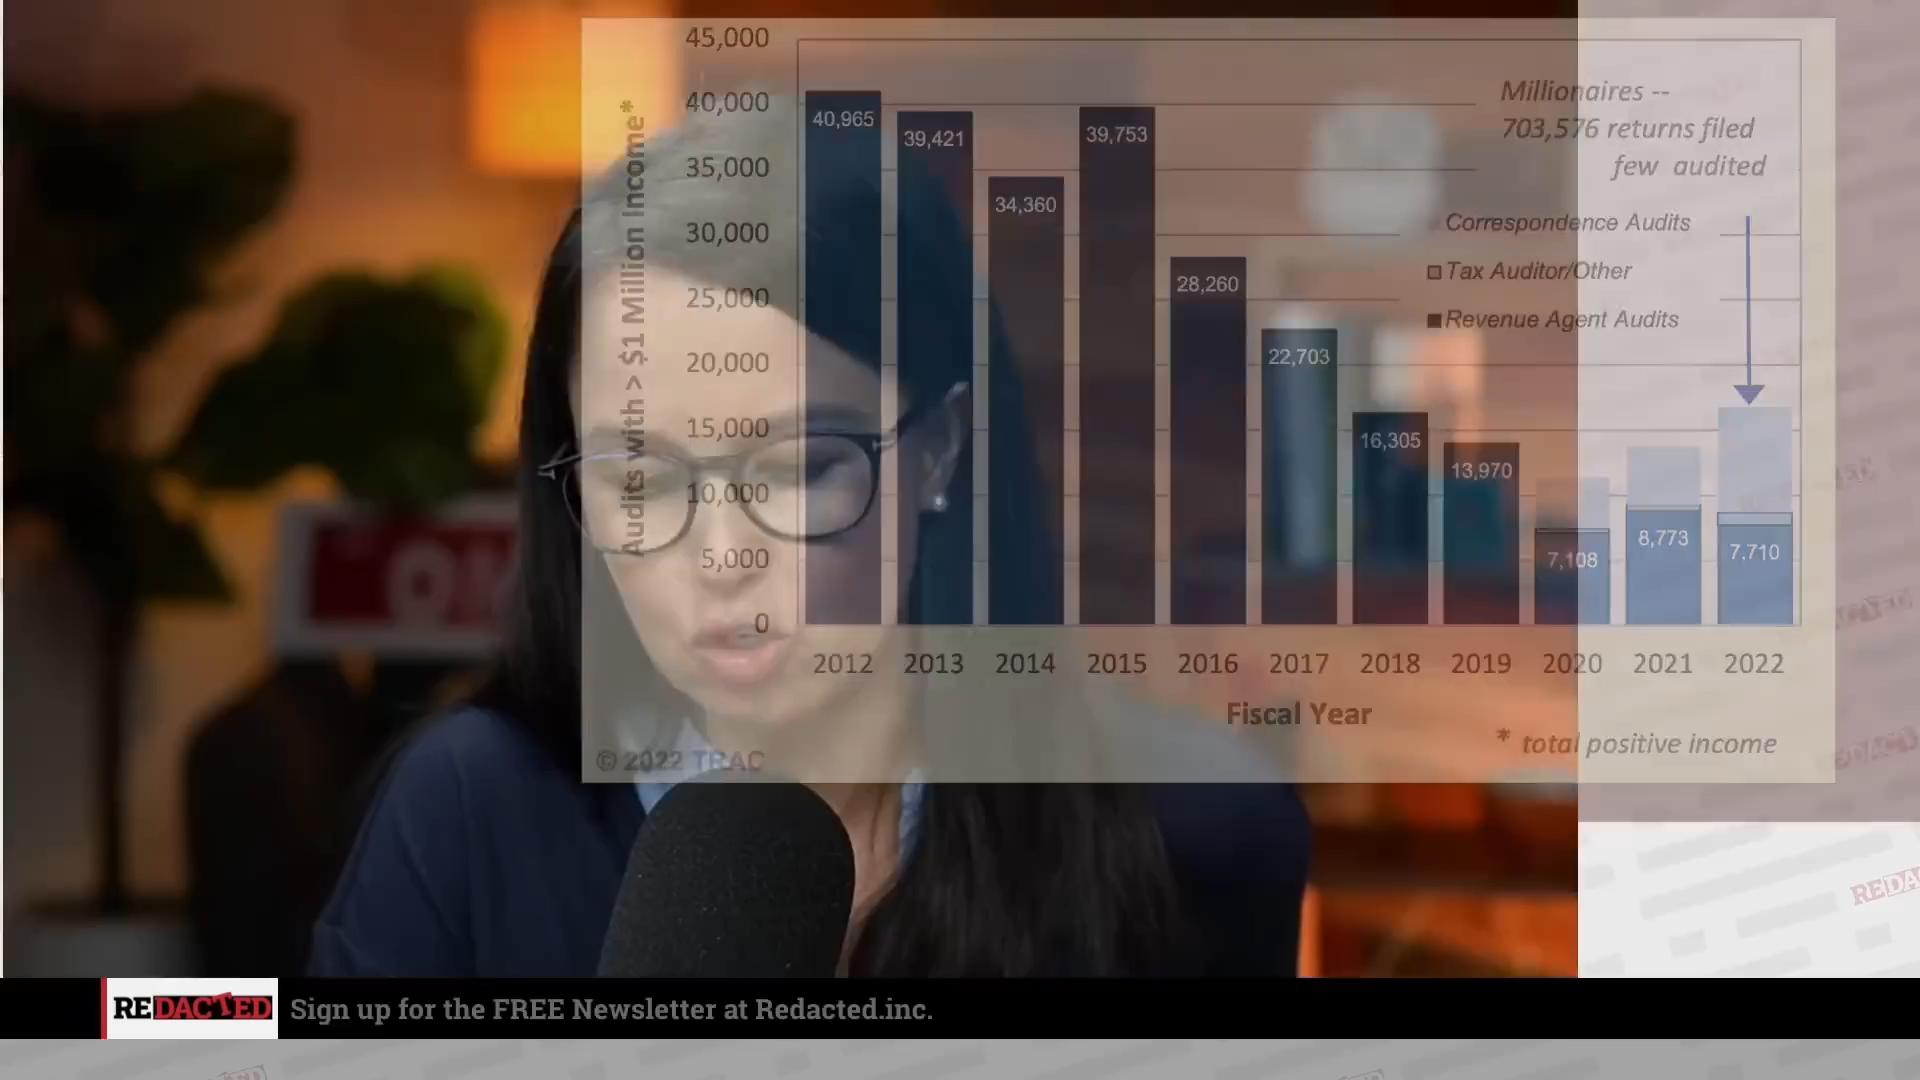 45,000
40,000
35,000
30,000
25,000
20,000
15,000
10,000
5,000
0
Audits with > $1 Million Income*
40,965
39,421
34,360
39,753
28,260
22,703
16,305
13,970
7,108
8,773
7,710
Millionaires --
703,576 returns filed
few audited
Correspondence Audits
Tax Auditor/Other
Revenue Agent Audits
2012 2013 2014 2015 2016 2017 2018 2019 2020 2021 2022
Fiscal Year
* total positive income
© 2022 TRAC
REDACTED
REDACTED
REDACTED Sign up for the FREE Newsletter at Redacted.inc.